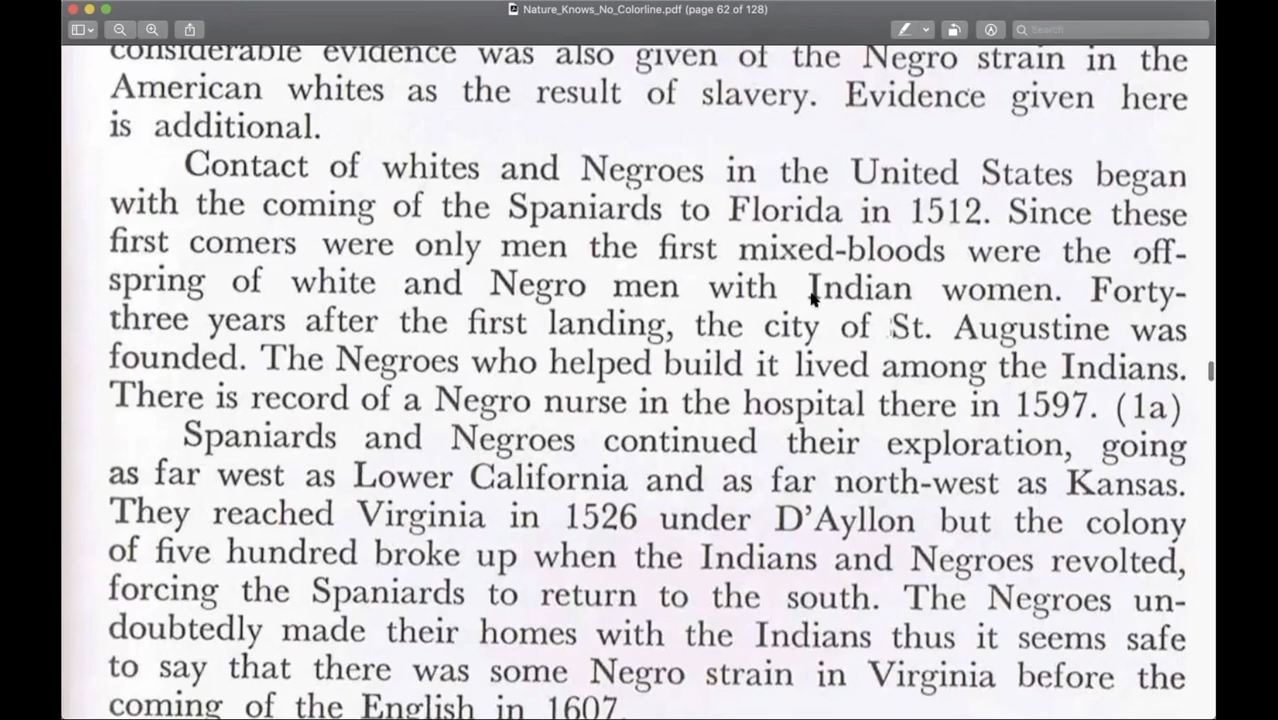 Nature_Knows_No_Colorline.pdf (page 62 of 128)
Search
considerable evidence was also given of the Negro strain in the
American whites as the result of slavery. Evidence given here
is additional.
Contact of whites and Negroes in the United States began
with the coming of the Spaniards to Florida in 1512. Since these
first comers were only men the first mixed-bloods were the off-
spring of white and Negro men with Indian women. Forty-
three years after the first landing, the city of St. Augustine was
founded. The Negroes who helped build it lived among the Indians.
There is record of a Negro nurse in the hospital there in 1597. (1a)
Spaniards and Negroes continued their exploration, going
as far west as Lower California and as far north-west as Kansas.
They reached Virginia in 1526 under D'Ayllon but the colony
of five hundred broke up when the Indians and Negroes revolted,
forcing the Spaniards to return to the south. The Negroes un-
doubtedly made their homes with the Indians thus it seems safe
to say that there was some Negro strain in Virginia before the
coming of the English in 1607.